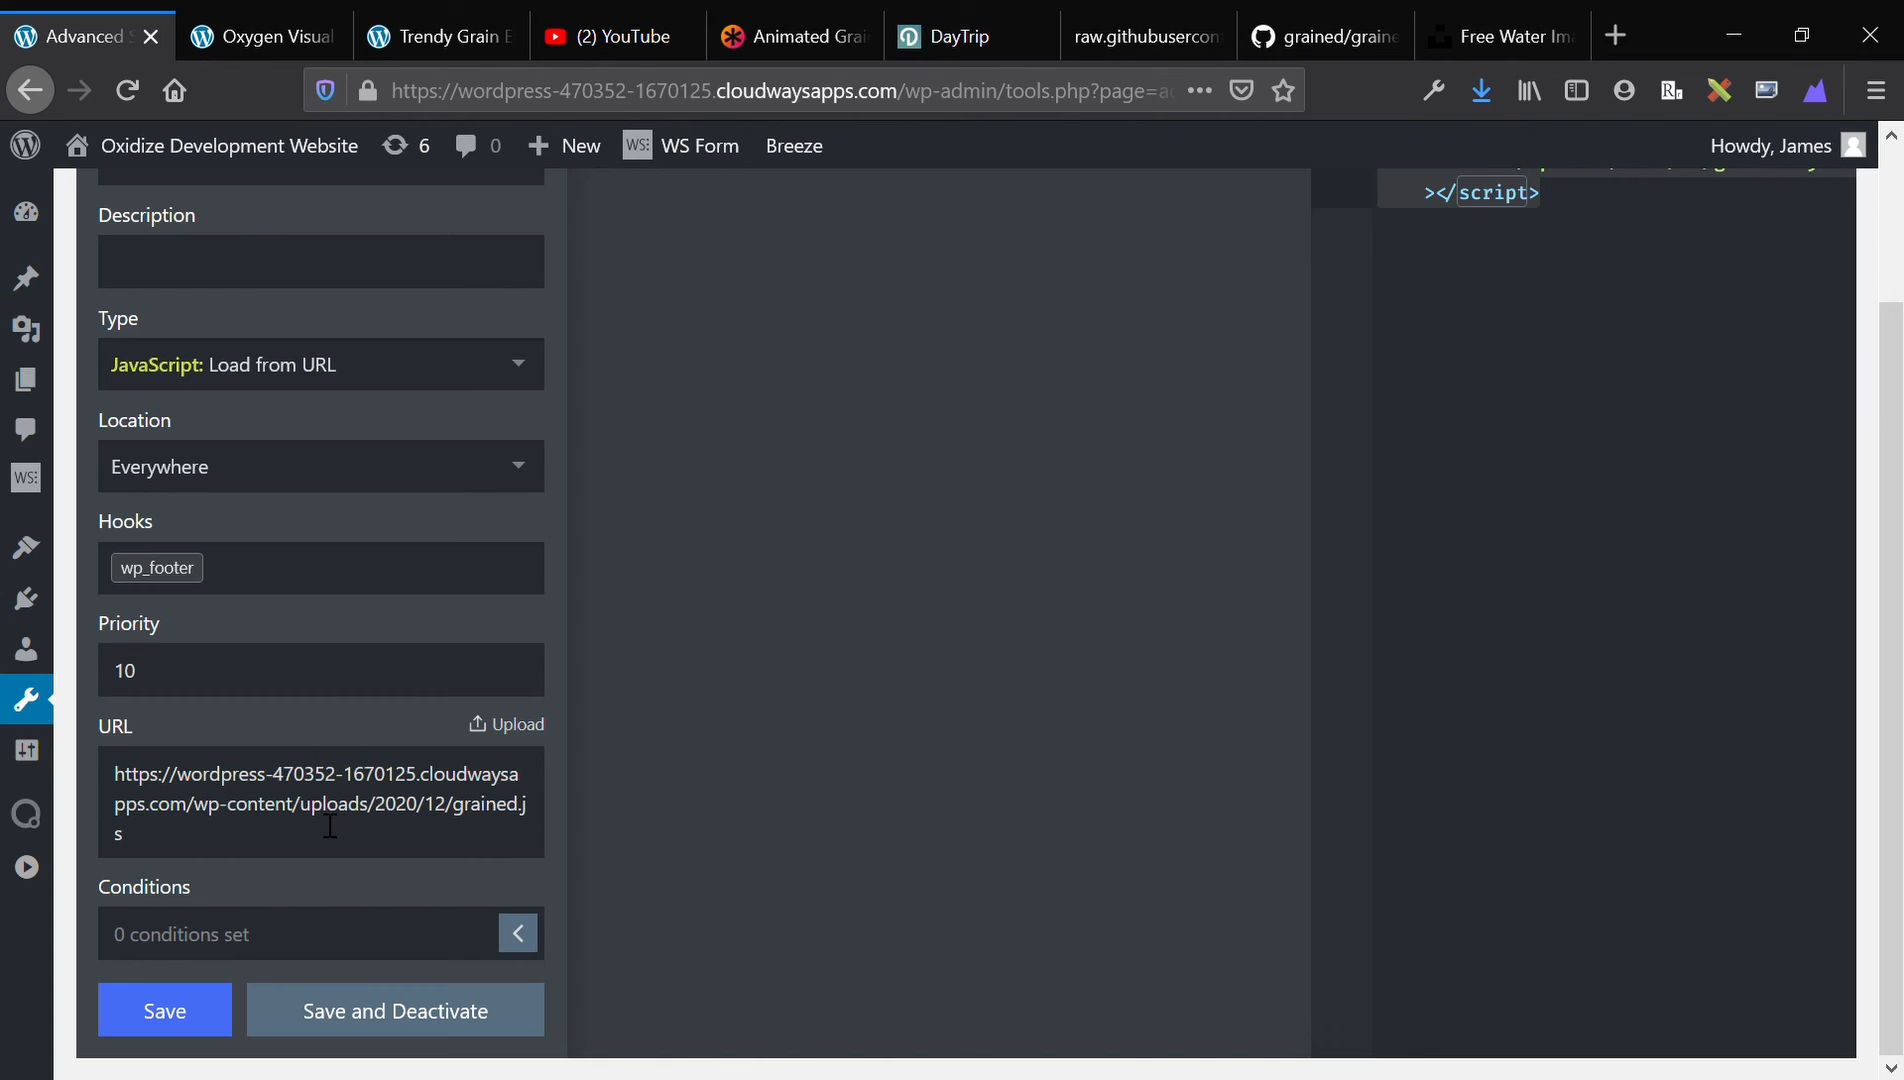 Advanced S
Oxygen Visual
Trendy Grain E
(2) YouTube
Animated Grai
DayTrip
raw.githubusercon
grained/graine
Free Water Im
https://wordpress-470352-1670125.cloudwaysapps.com/wp-admin/tools.php?page=ac
Oxidize Development Website
6
0
New
WS Form
Breeze
Howdy, James
></script>
Description
Type
JavaScript: Load from URL
Location
Everywhere
WS
Hooks
wp_footer
Priority
10
URL
Upload
https://wordpress-470352-1670125.cloudwaysa
pps.com/wp-content/uploads/2020/12/grained.j
s
Conditions
0 conditions set
Save
Save and Deactivate